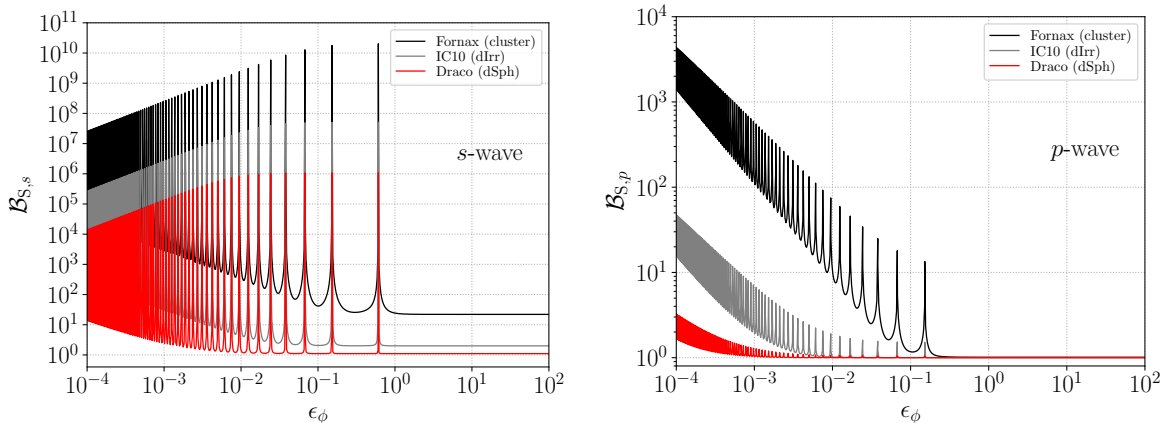 10^11
10^10
10^9
10^8
10^7
10^6
10^5
10^4
10^3
10^2
10^1
10^0
B_{S,s}
Fornax (cluster)
IC10 (dIrr)
Draco (dSph)
s-wave
10^−4 10^−3 10^−2 10^−1 10^0 10^1 10^2
ϵ_ϕ
10^4
10^3
10^2
10^1
10^0
B_{S,p}
Fornax (cluster)
IC10 (dIrr)
Draco (dSph)
p-wave
10^−4 10^−3 10^−2 10^−1 10^0 10^1 10^2
ϵ_ϕ